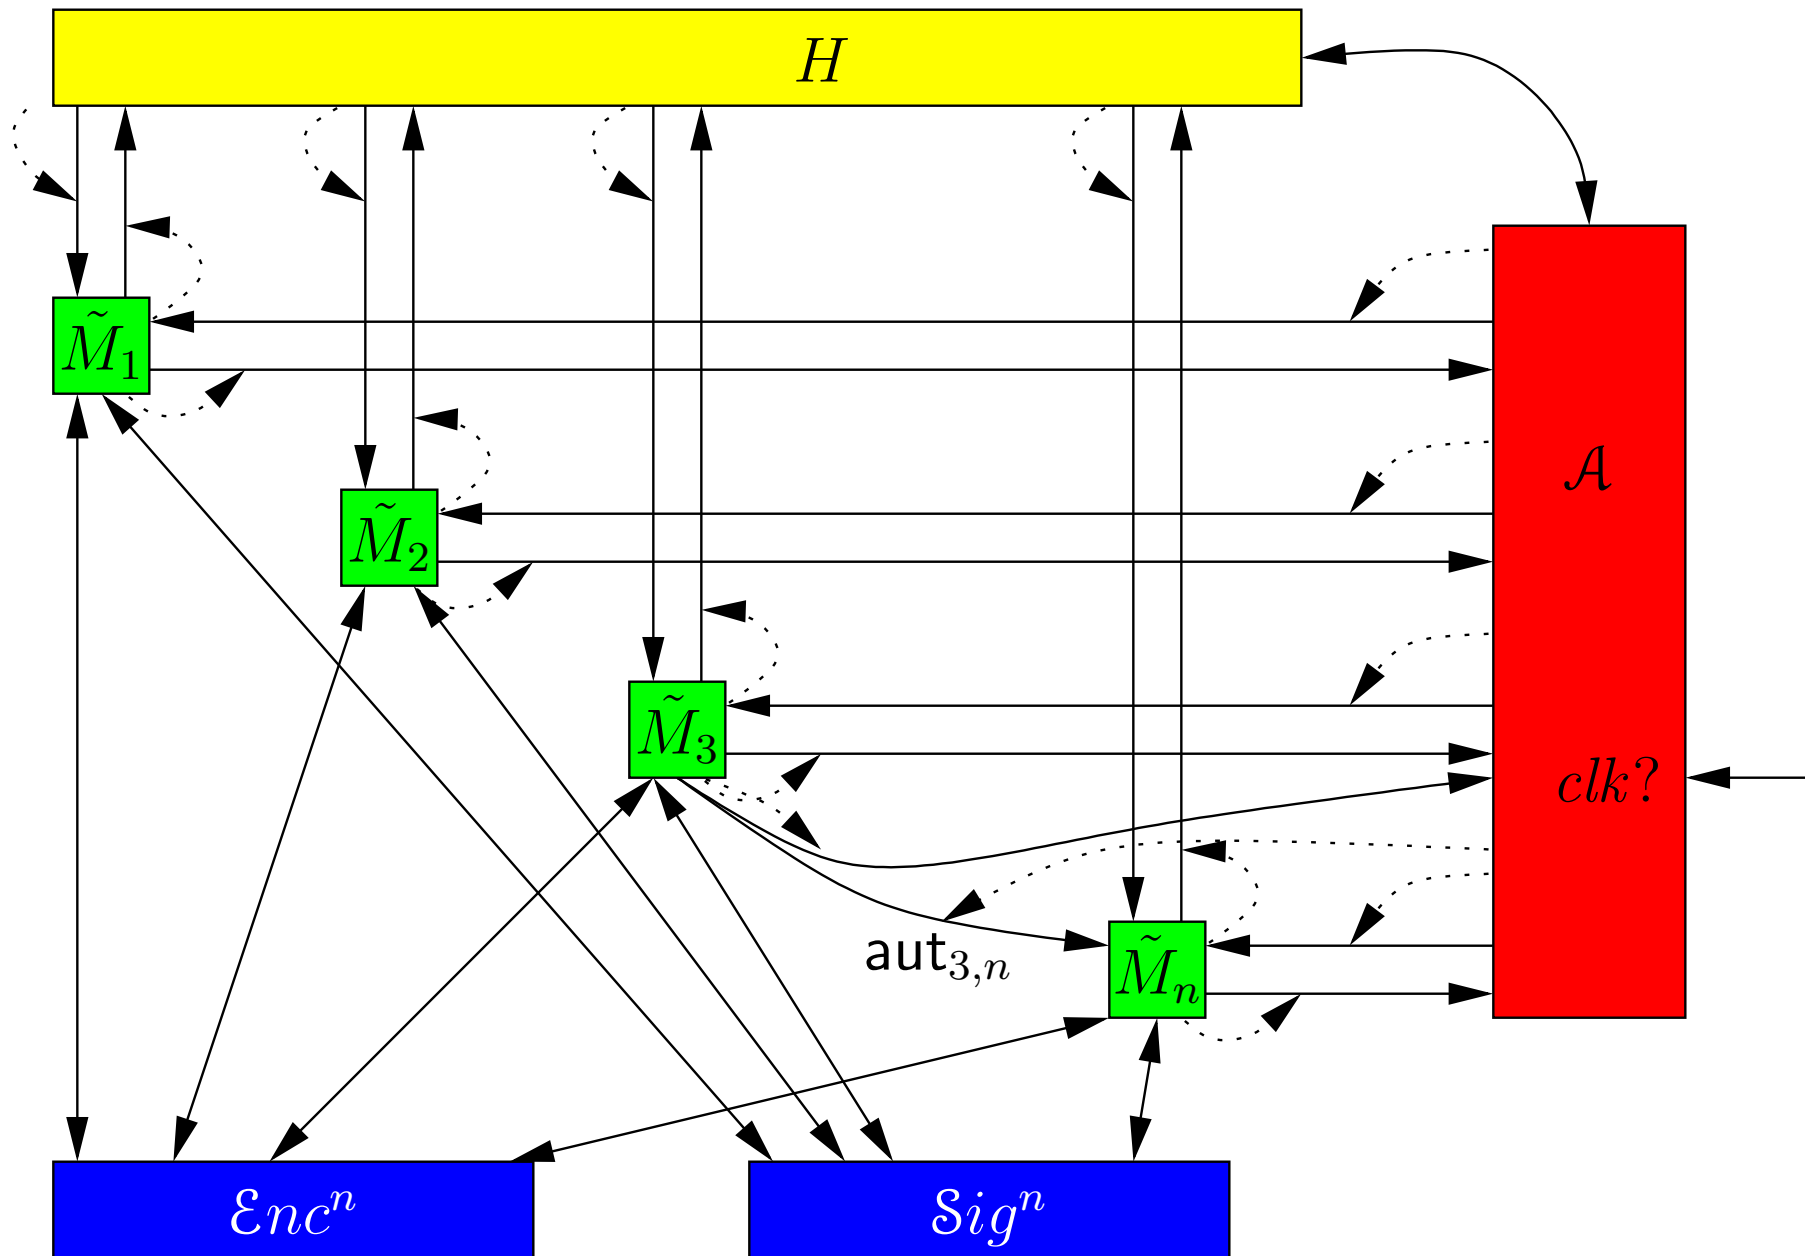 H
M̃₁
𝒜
M̃₂
M̃₃
clk?
aut₃,ₙ
M̃ₙ
ℰncⁿ
𝒮igⁿ